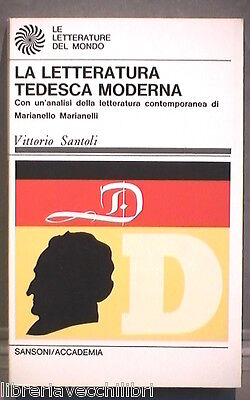 LE
LETTERATURE
DEL MONDO
LA LETTERATURA
TEDESCA MODERNA
Con un'analisi della letteratura contemporanea di
Marianello Marianelli
Vittorio Santoli
D
D
SANSONI/ACCADEMIA
libreriavecchilibri